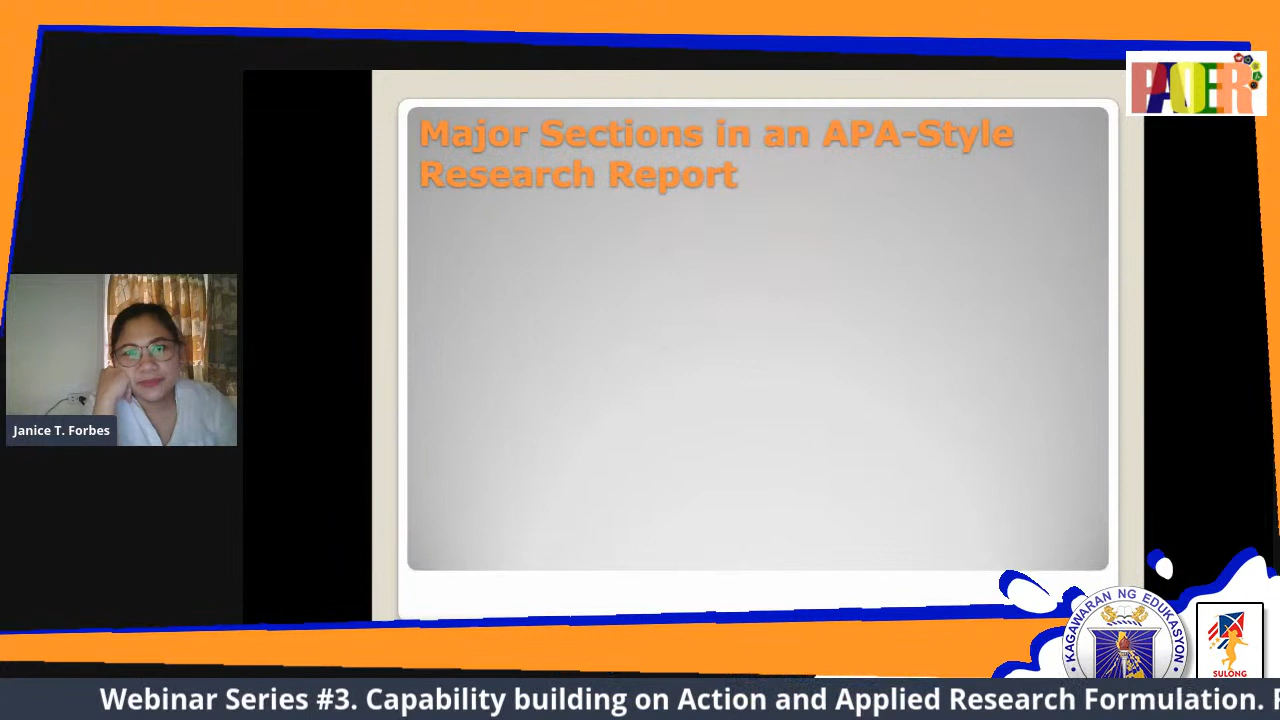 PAOER
Major Sections in an APA-Style
Research Report
Janice T. Forbes
KAGAWARAN NG EDUKASYON
SULONG
Webinar Series #3. Capability building on Action and Applied Research Formulation.